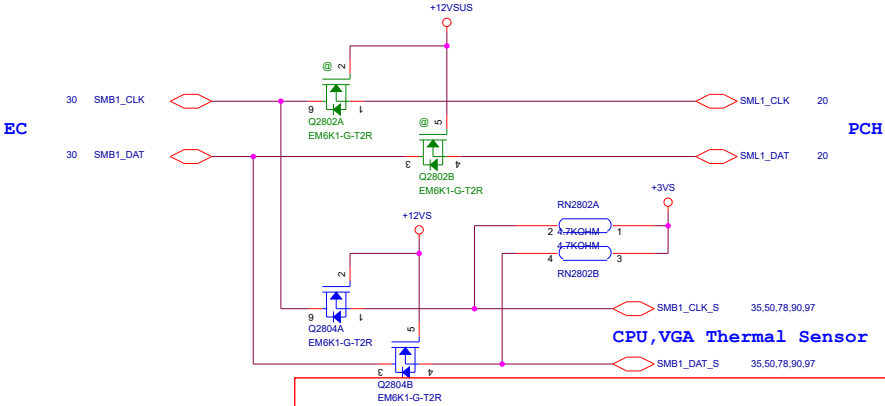 +12VSUS
@ 2
30 SMB1_CLK 6 1 SML1_CLK 20
Q2802A
EM6K1-G-T2R
@ 5
EC PCH
30 SMB1_DAT 3 4 SML1_DAT 20
Q2802B
EM6K1-G-T2R
+3VS
RN2802A
+12VS
2 4.7KOHM 1
4.7KOHM
4 3
RN2802B
2
6 1 SMB1_CLK_S 35,50,78,90,97
Q2804A
5
EM6K1-G-T2R
CPU,VGA Thermal Sensor
3 4 SMB1_DAT_S 35,50,78,90,97
Q2804B
EM6K1-G-T2R